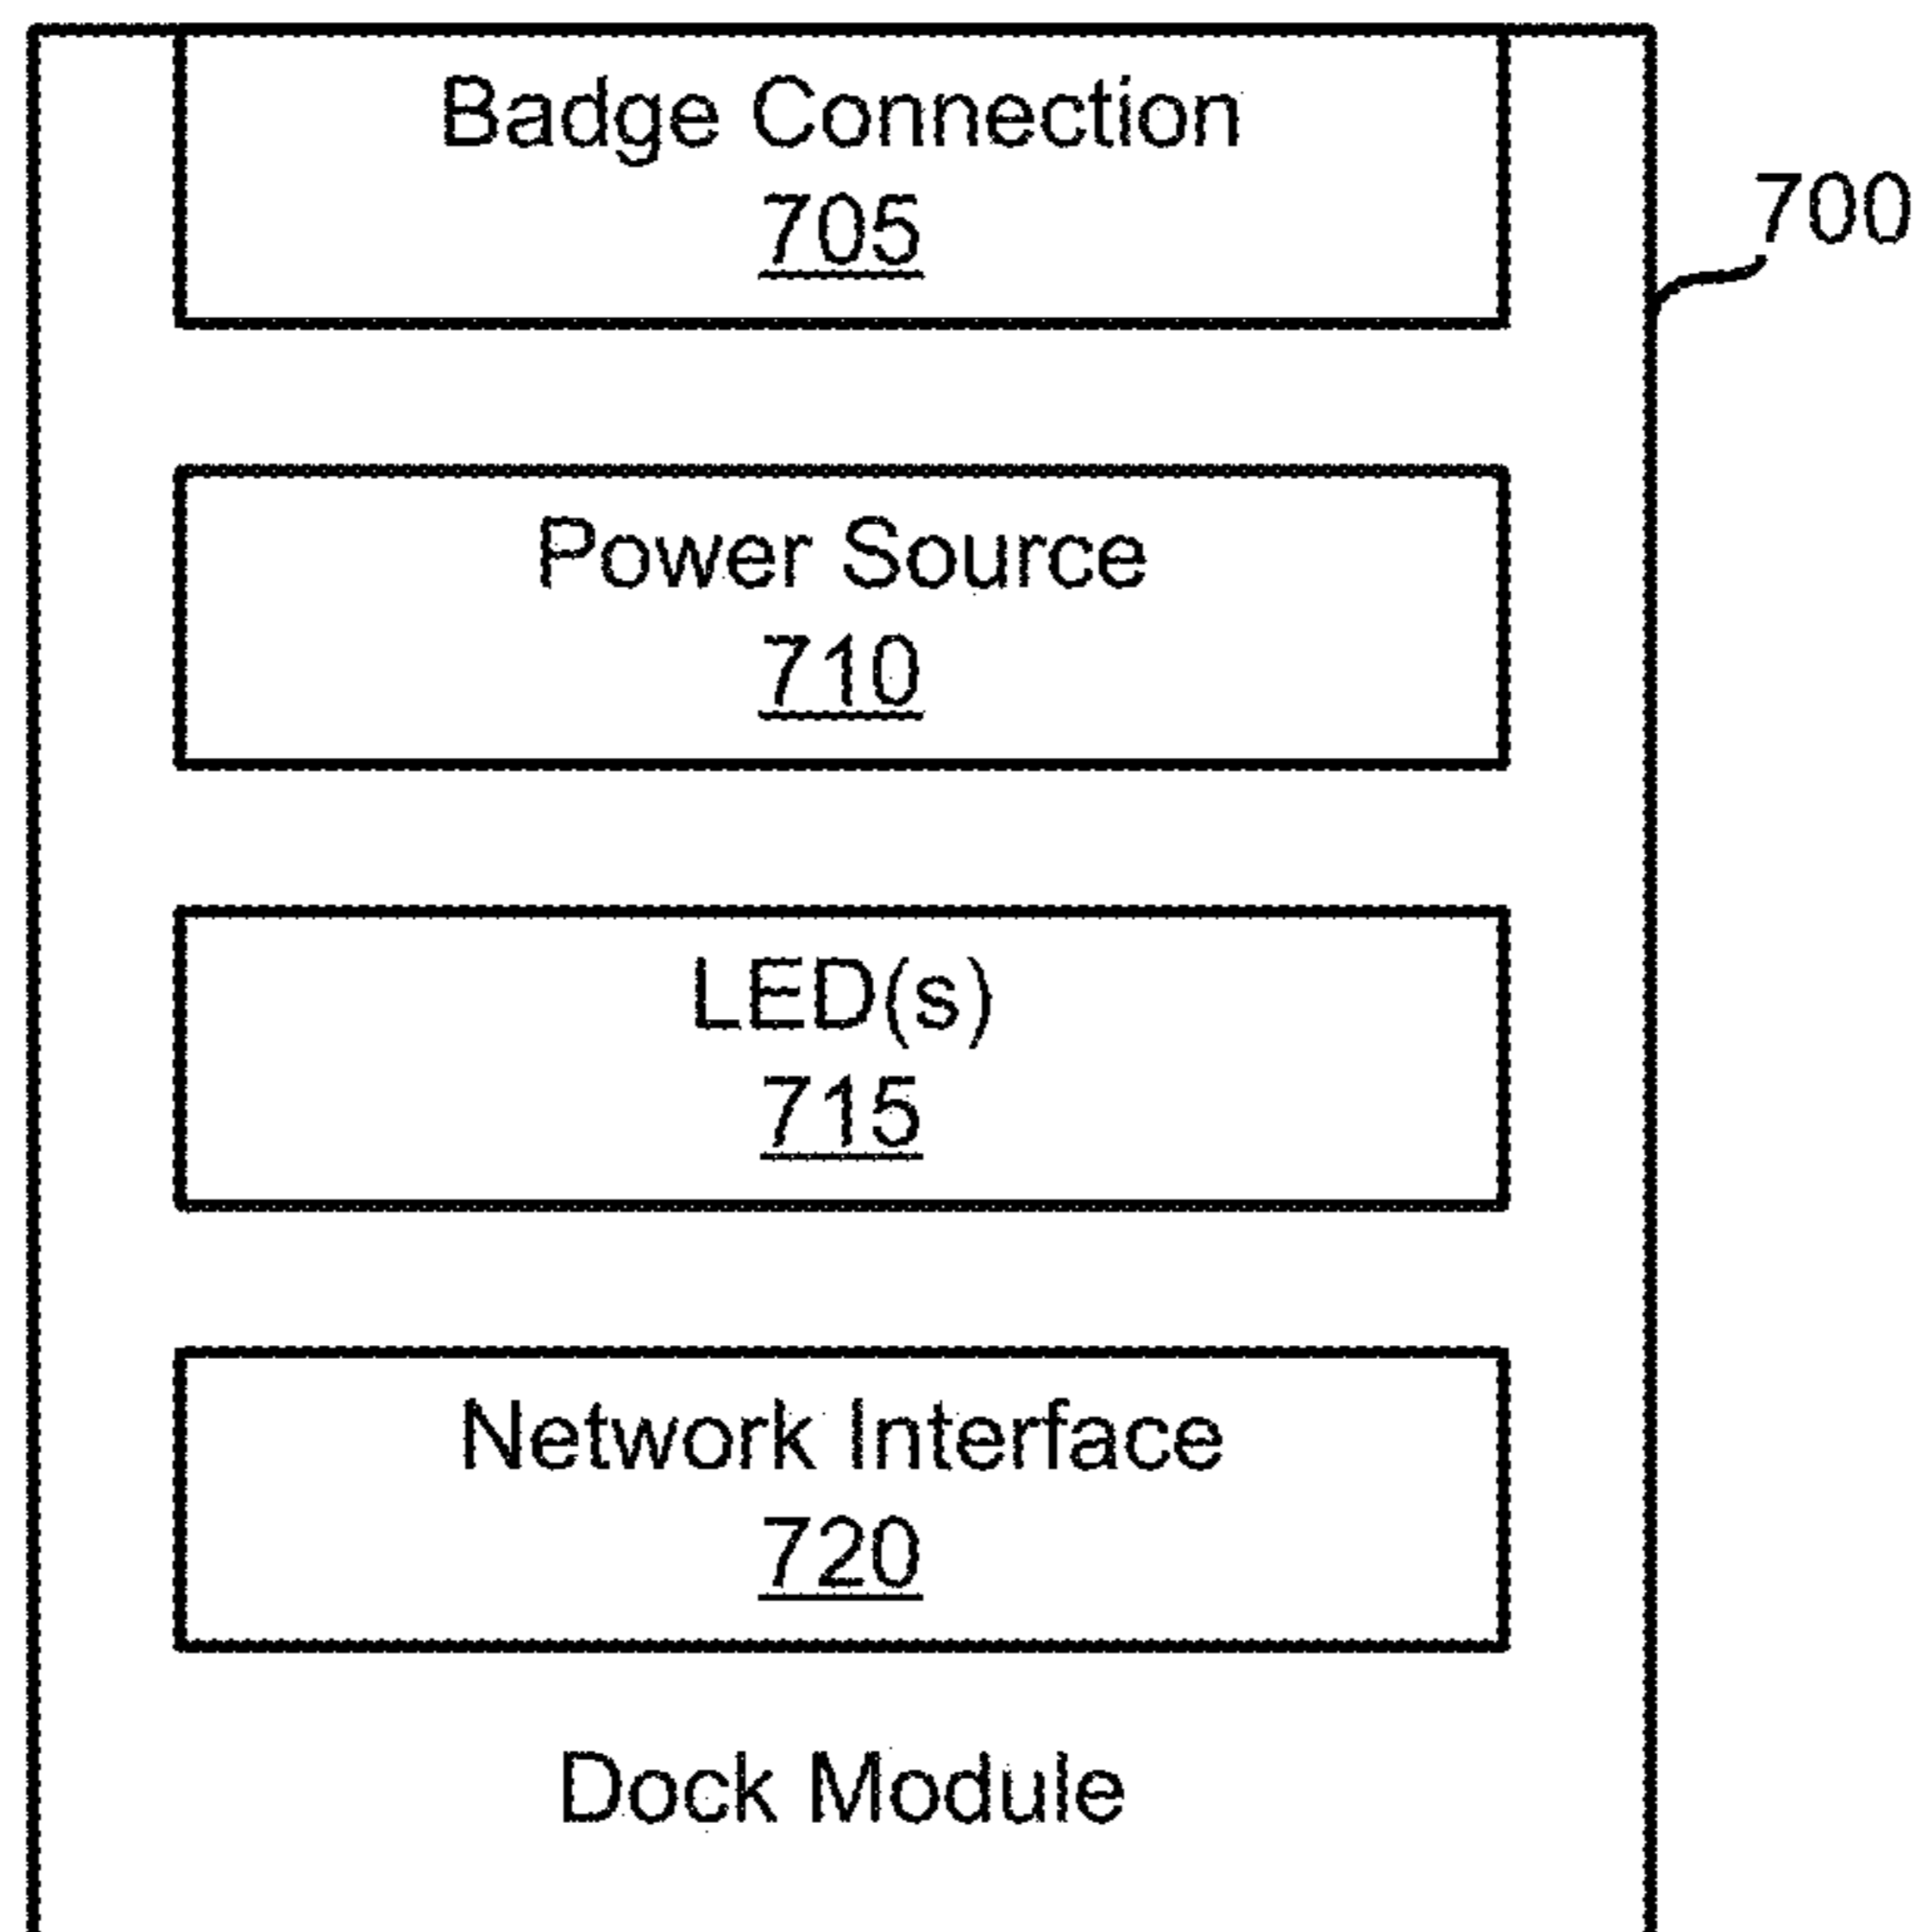 Badge Connection
705
700
Power Source
710
LED(s)
715
Network Interface
720
Dock Module